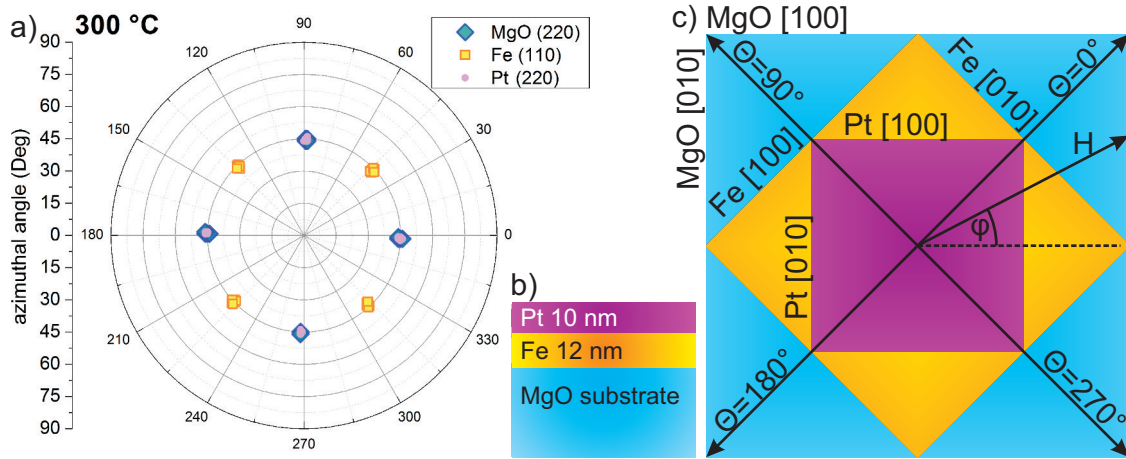 a)
300 °C
MgO (220)
Fe (110)
Pt (220)
azimuthal angle (Deg)
90
75
60
45
30
15
0
15
30
45
60
75
90
90
60
30
0
330
300
270
240
210
180
150
120
b)
Pt 10 nm
Fe 12 nm
MgO substrate
c)
MgO [100]
MgO [010]
Θ=90°
Fe [010]
Θ=0°
Pt [100]
H
Fe [100]
φ
Pt [010]
Θ=180°
Θ=270°